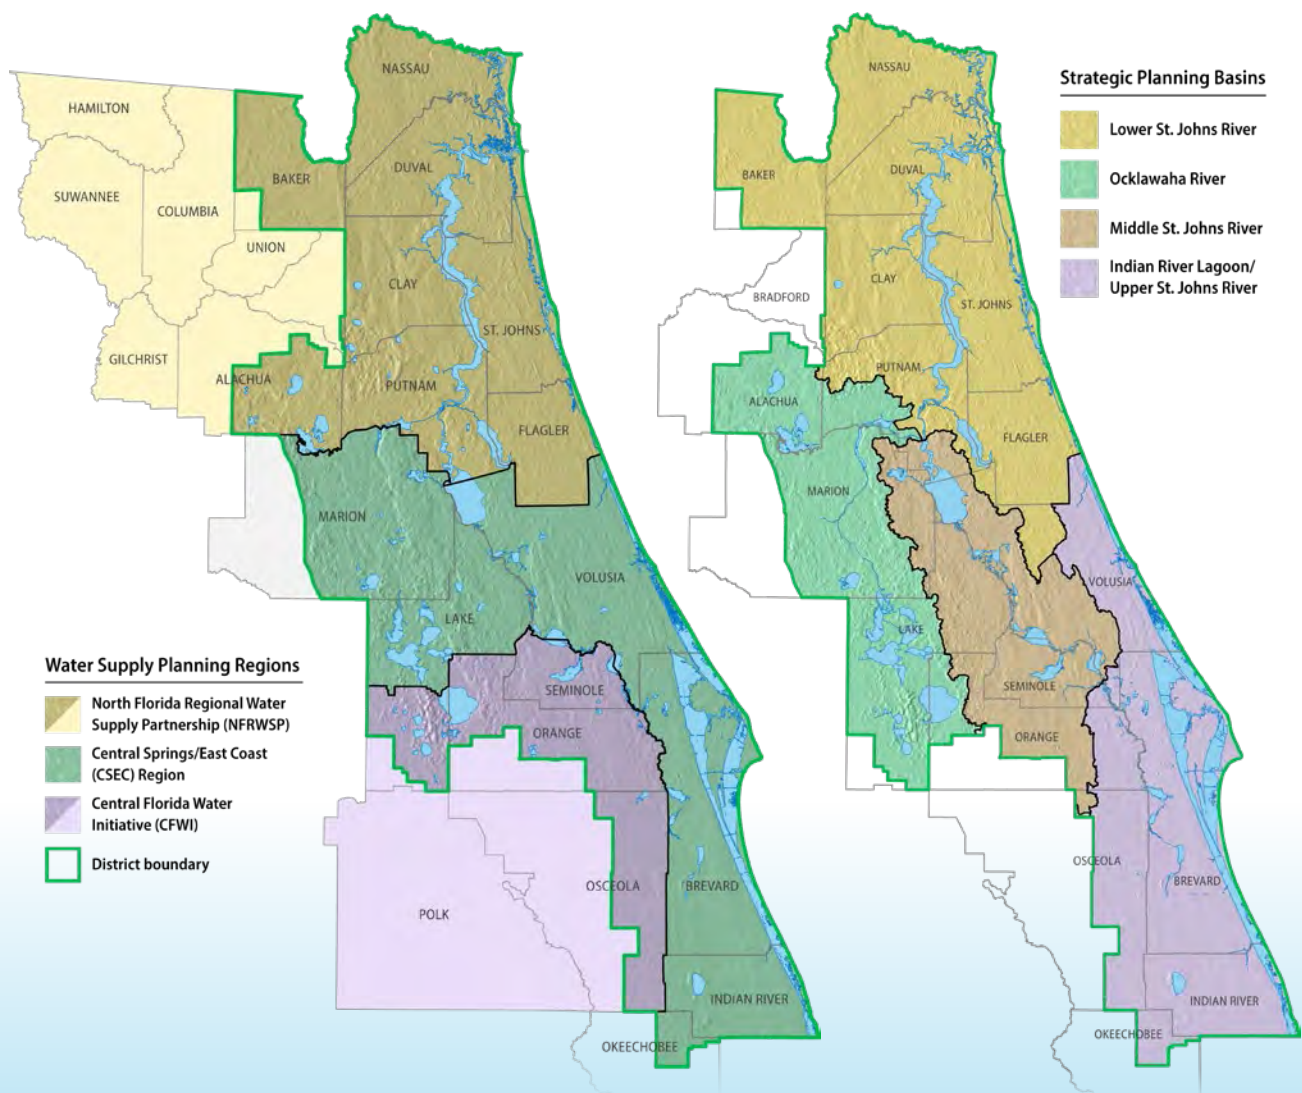 NASSAU
HAMILTON
DUVAL
BAKER
SUWANNEE
COLUMBIA
UNION
CLAY
ST. JOHNS
GILCHRIST
ALACHUA
PUTNAM
FLAGLER
MARION
VOLUSIA
LAKE
SEMINOLE
ORANGE
OSCEOLA
BREVARD
POLK
INDIAN RIVER
OKEECHOBEE
Water Supply Planning Regions
North Florida Regional Water
Supply Partnership (NFRWSP)
Central Springs/East Coast
(CSEC) Region
Central Florida Water
Initiative (CFWI)
District boundary
NASSAU
DUVAL
BAKER
CLAY
BRADFORD
ST. JOHNS
PUTNAM
ALACHUA
FLAGLER
MARION
VOLUSIA
LAKE
SEMINOLE
ORANGE
OSCEOLA
BREVARD
INDIAN RIVER
OKEECHOBEE
Strategic Planning Basins
Lower St. Johns River
Ocklawaha River
Middle St. Johns River
Indian River Lagoon/
Upper St. Johns River